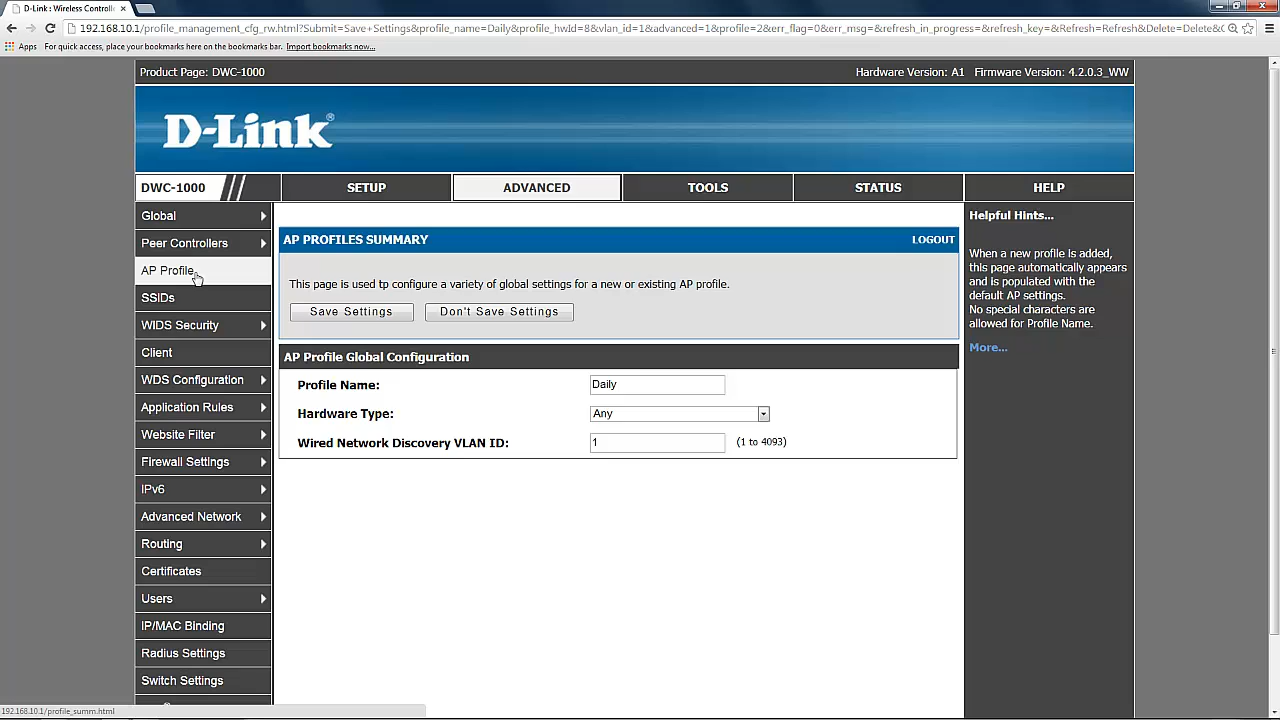 D-Link : Wireless Controll
192.168.10.1/profile_management_cfg_rw.html?Submit=Save+Settings&profile_name=Daily&profile_hwId=8&vlan_id=1&advanced=1&profile=2&err_flag=0&err_msg=&refresh_in_progress=&refresh_key=&Refresh=Refresh&Delete=Delete&C
Apps For quick access, place your bookmarks here on the bookmarks bar. Import bookmarks now...
Product Page: DWC-1000 Hardware Version: A1 Firmware Version: 4.2.0.3_WW
D-Link®
DWC-1000 SETUP ADVANCED TOOLS STATUS HELP
Global
Peer Controllers
AP Profile
SSIDs
WIDS Security
Client
WDS Configuration
Application Rules
Website Filter
Firewall Settings
IPv6
Advanced Network
Routing
Certificates
Users
IP/MAC Binding
Radius Settings
Switch Settings
AP PROFILES SUMMARY LOGOUT
This page is used tp configure a variety of global settings for a new or existing AP profile.
Save Settings Don't Save Settings
AP Profile Global Configuration
Profile Name: Daily
Hardware Type: Any
Wired Network Discovery VLAN ID: 1 (1 to 4093)
Helpful Hints...
When a new profile is added,
this page automatically appears
and is populated with the
default AP settings.
No special characters are
allowed for Profile Name.
More...
192.168.10.1/profile_summ.html